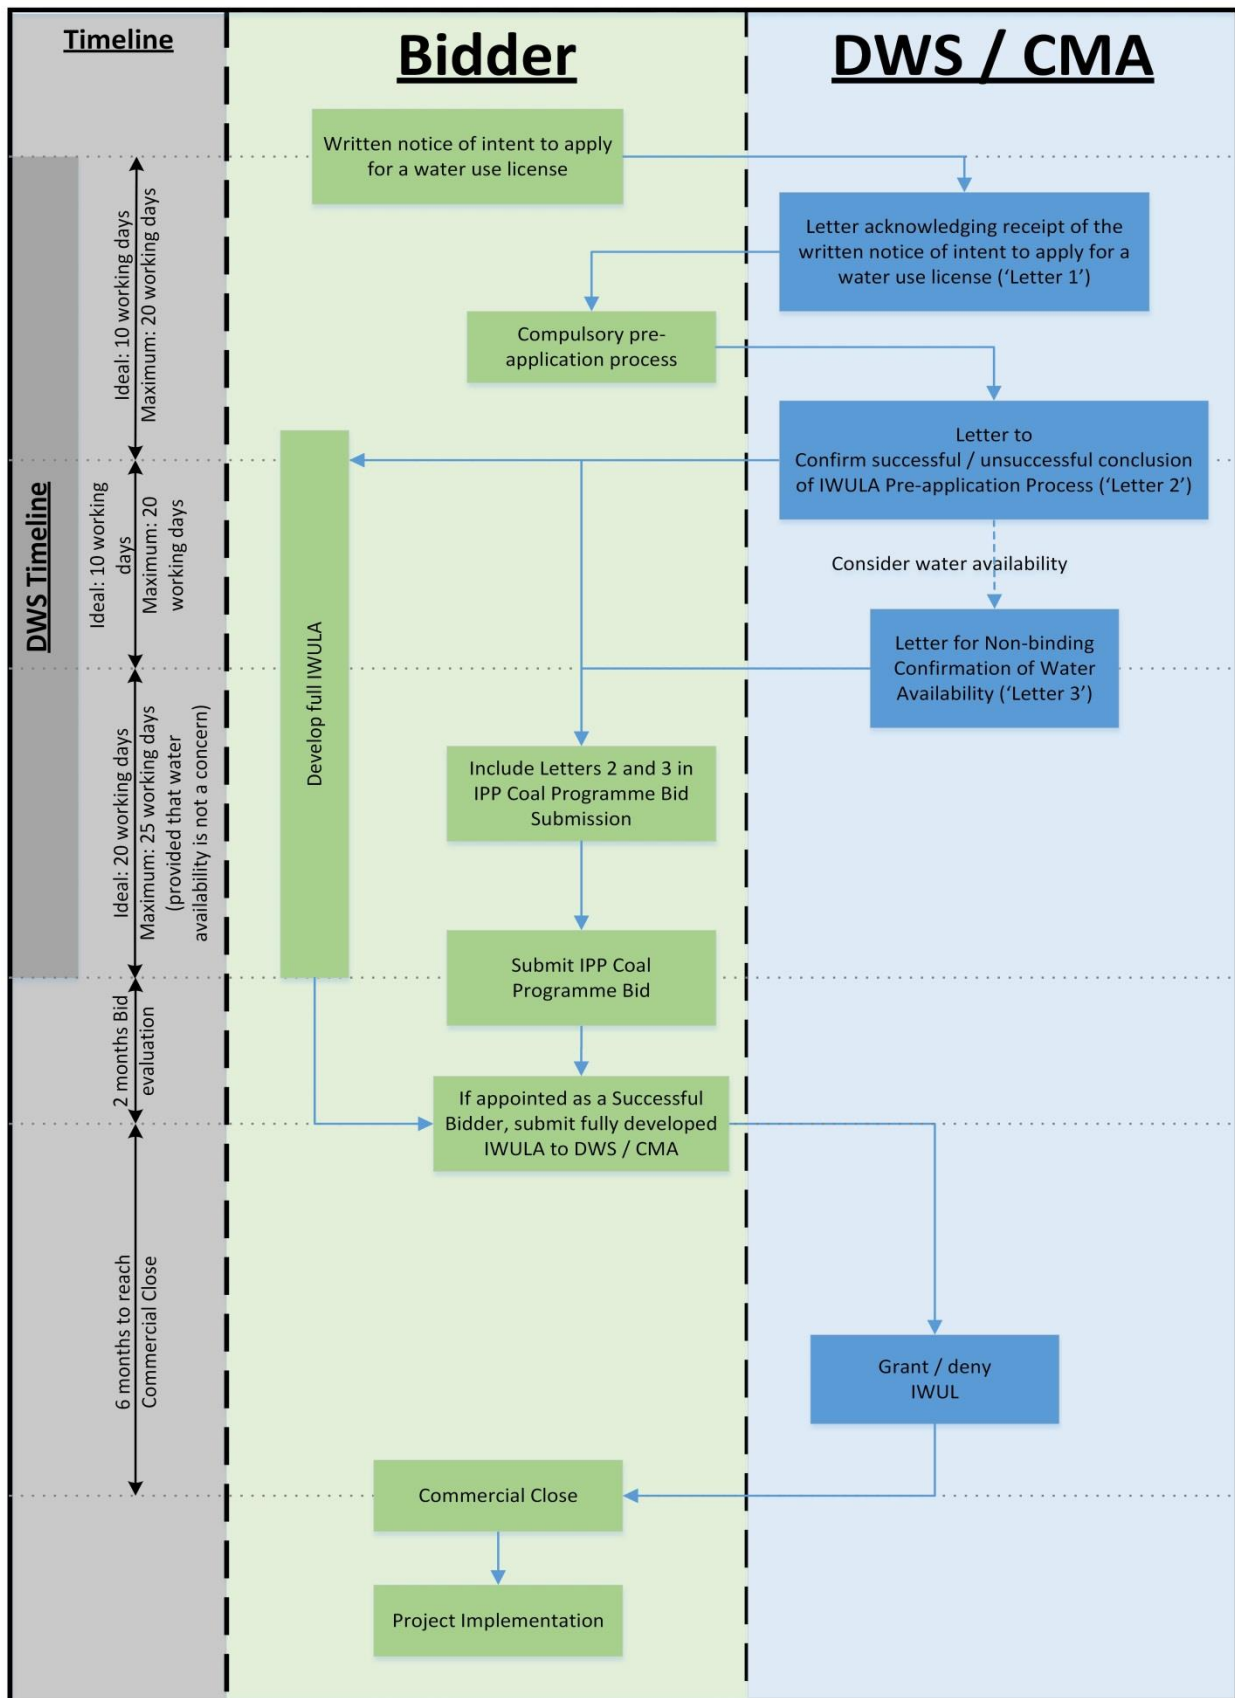 Timeline
Bidder
DWS / CMA
Written notice of intent to apply
for a water use license
Letter acknowledging receipt of the
written notice of intent to apply for a
water use license (‘Letter 1’)
Ideal: 10 working days
Maximum: 20 working days
Compulsory pre-
application process
Letter to
Confirm successful / unsuccessful conclusion
of IWULA Pre-application Process (‘Letter 2’)
DWS Timeline
Ideal: 10 working
days
Maximum: 20
working days
Develop full IWULA
Consider water availability
Letter for Non-binding
Confirmation of Water
Availability (‘Letter 3’)
Ideal: 20 working days
Maximum: 25 working days
(provided that water
availability is not a concern)
Include Letters 2 and 3 in
IPP Coal Programme Bid
Submission
Submit IPP Coal
Programme Bid
2 months Bid
evaluation
If appointed as a Successful
Bidder, submit fully developed
IWULA to DWS / CMA
6 months to reach
Commercial Close
Grant / deny
IWUL
Commercial Close
Project Implementation